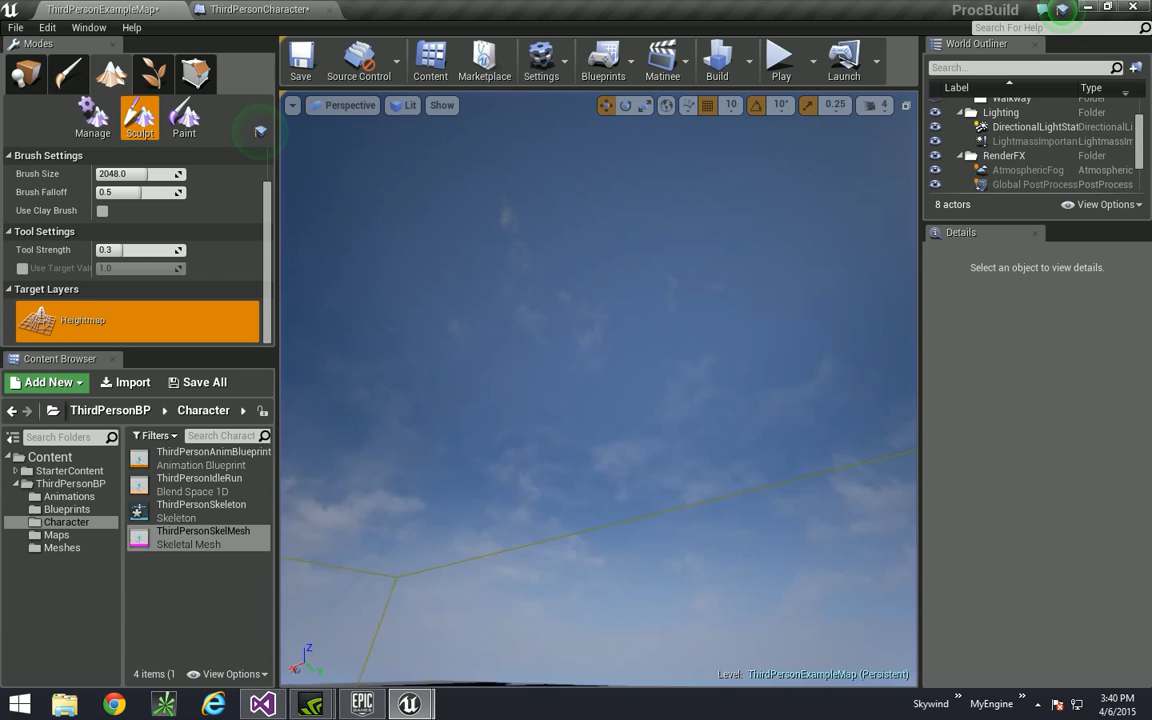 ThirdPersonExampleMap*
ThirdPersonCharacter*
ProcBuild
File Edit Window Help
Search For Help
Modes
Manage
Sculpt
Paint
Brush Settings
Brush Size 2048.0
Brush Falloff 0.5
Use Clay Brush
Tool Settings
Tool Strength 0.3
Use Target Valu 1.0
Target Layers
Heightmap
Save
Source Control
Content
Marketplace
Settings
Blueprints
Matinee
Build
Play
Launch
Perspective
Lit
Show
10
10°
0.25
4
Level: ThirdPersonExampleMap (Persistent)
Z
World Outliner
Search...
Label Type
Walkway Folder
Lighting Folder
DirectionalLightStati DirectionalLi
LightmassImportan LightmassIm
RenderFX Folder
AtmosphericFog Atmospheric
Global PostProcess PostProcess
8 actors
View Options
Details
Select an object to view details.
Content Browser
Add New
Import
Save All
ThirdPersonBP
Character
Search Folders
Filters
Search Charact
Content
StarterContent
ThirdPersonBP
Animations
Blueprints
Character
Maps
Meshes
ThirdPersonAnimBlueprint
Animation Blueprint
ThirdPersonIdleRun
Blend Space 1D
ThirdPersonSkeleton
Skeleton
ThirdPersonSkelMesh
Skeletal Mesh
4 items (1
View Options
EPIC
Skywind
MyEngine
3:40 PM
4/6/2015